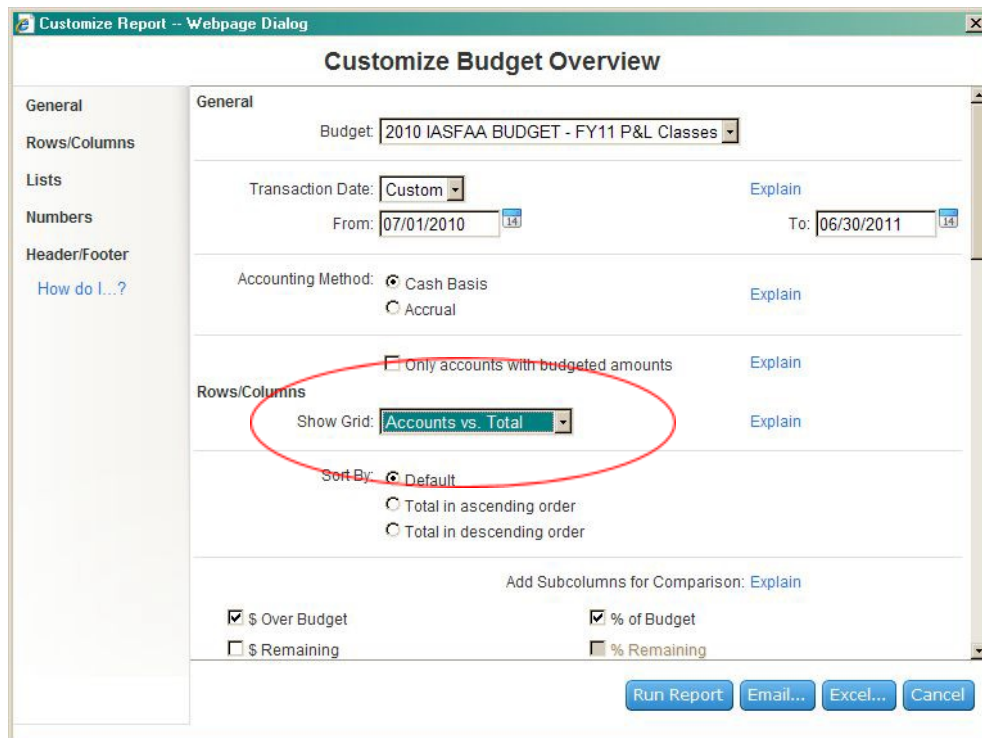 Customize Report -- Webpage Dialog
Customize Budget Overview
General
Rows/Columns
Lists
Numbers
Header/Footer
How do I...?
General
Budget: 2010 IASFAA BUDGET - FY11 P&L Classes
Transaction Date: Custom Explain
From: 07/01/2010 14 To: 06/30/2011 14
Accounting Method: Cash Basis
Accrual
Explain
Only accounts with budgeted amounts Explain
Rows/Columns
Show Grid: Accounts vs. Total Explain
Sort By: Default
Total in ascending order
Total in descending order
Add Subcolumns for Comparison: Explain
$ Over Budget % of Budget
$ Remaining % Remaining
Run Report Email... Excel... Cancel